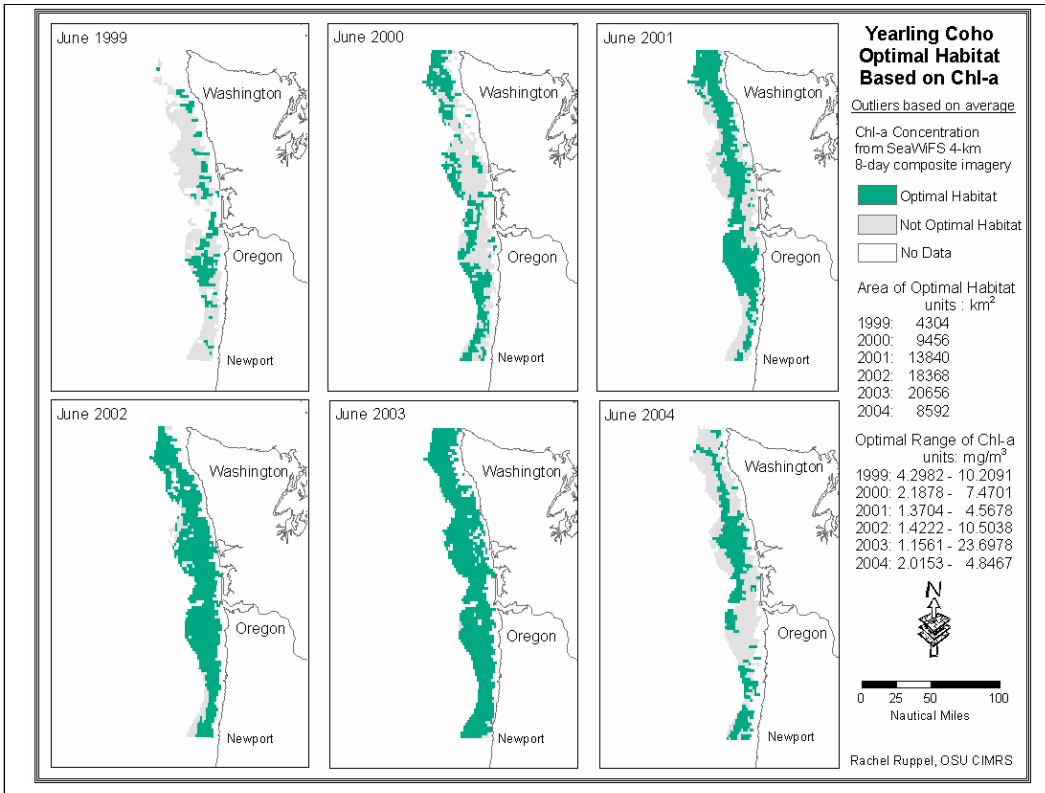 June 1999
Washington
Oregon
Newport
June 2000
Washington
Oregon
Newport
June 2001
Washington
Oregon
Newport
June 2002
Washington
Oregon
Newport
June 2003
Washington
Oregon
Newport
June 2004
Washington
Oregon
Newport
Yearling Coho
Optimal Habitat
Based on Chl-a
Outliers based on average
Chl-a Concentration
from SeaWiFS 4-km
8-day composite imagery
Optimal Habitat
Not Optimal Habitat
No Data
Area of Optimal Habitat
units : km²
1999: 4304
2000: 9456
2001: 13840
2002: 18368
2003: 20656
2004: 8592
Optimal Range of Chl-a
units: mg/m³
1999: 4.2982 - 10.2091
2000: 2.1878 - 7.4701
2001: 1.3704 - 4.5678
2002: 1.4222 - 10.5038
2003: 1.1561 - 23.6978
2004: 2.0153 - 4.8467
N
0 25 50 100
Nautical Miles
Rachel Ruppel, OSU CIMRS